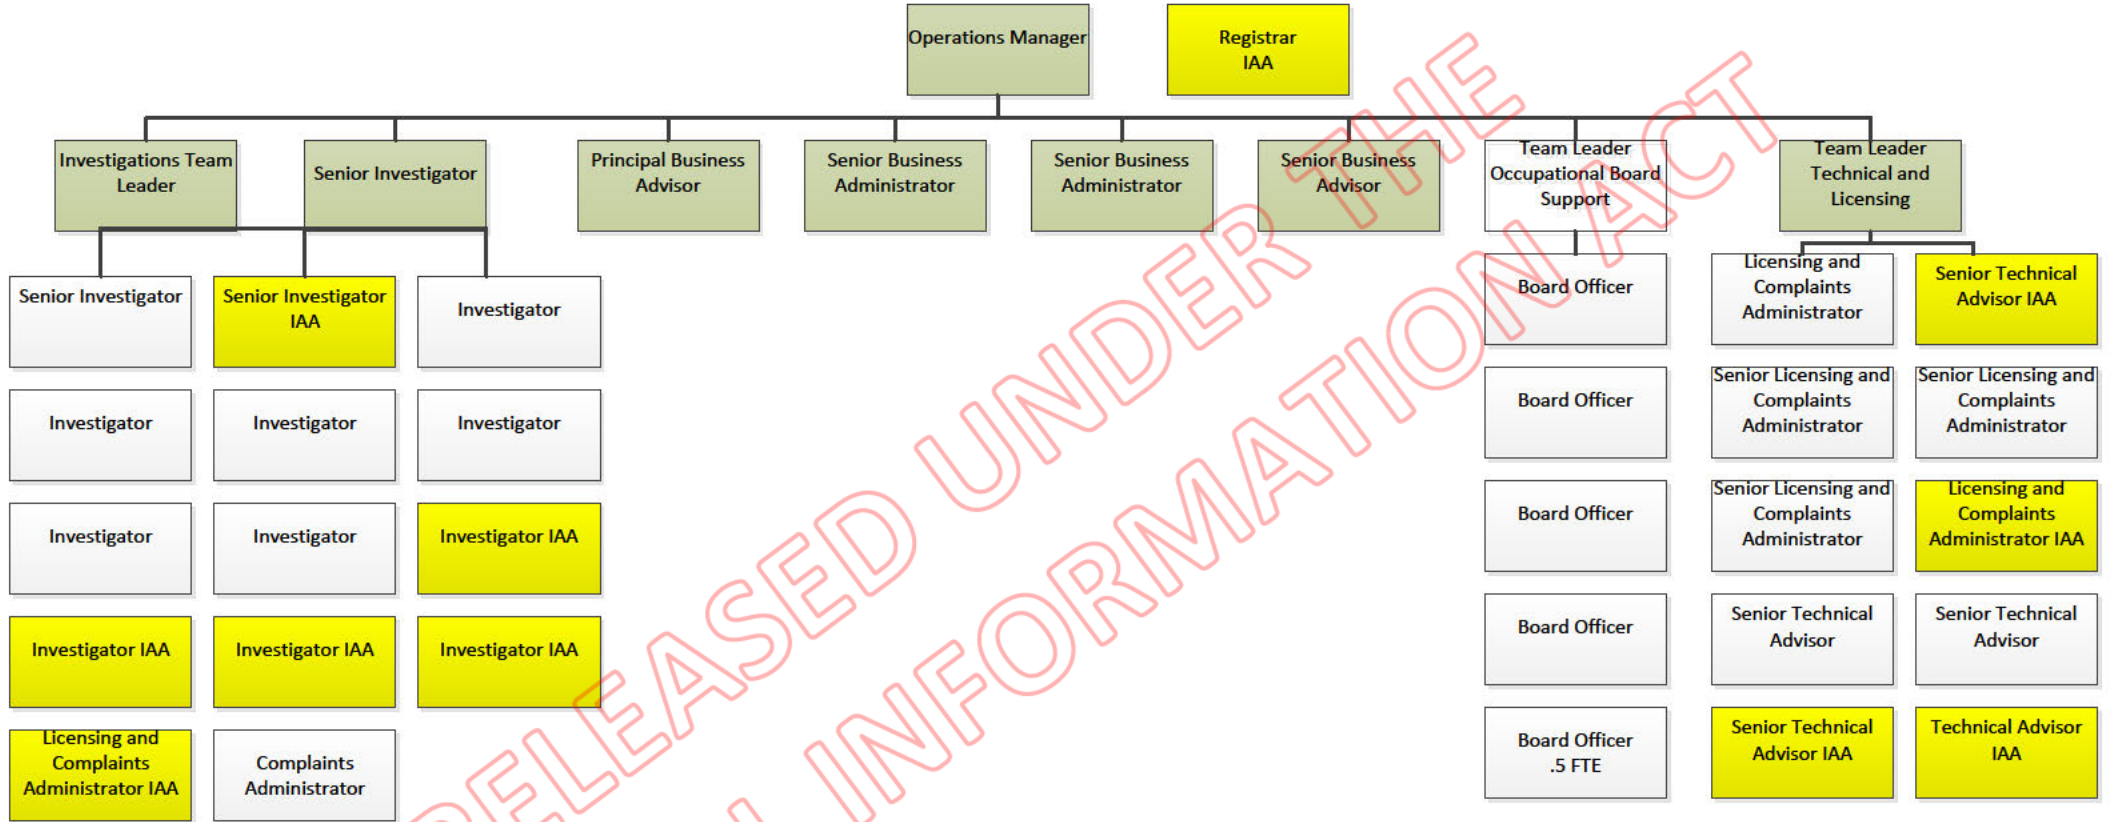 Operations Manager
Registrar
IAA
Investigations Team
Leader
Senior Investigator
Principal Business
Advisor
Senior Business
Administrator
Senior Business
Administrator
Senior Business
Advisor
Team Leader
Occupational Board
Support
Team Leader
Technical and
Licensing
Senior Investigator
Senior Investigator
IAA
Investigator
Board Officer
Licensing and
Complaints
Administrator
Senior Technical
Advisor IAA
Investigator
Investigator
Investigator
Board Officer
Senior Licensing and
Complaints
Administrator
Senior Licensing and
Complaints
Administrator
Investigator
Investigator
Investigator IAA
Board Officer
Senior Licensing and
Complaints
Administrator
Licensing and
Complaints
Administrator IAA
Investigator IAA
Investigator IAA
Investigator IAA
Board Officer
Senior Technical
Advisor
Senior Technical
Advisor
Licensing and
Complaints
Administrator IAA
Complaints
Administrator
Board Officer
.5 FTE
Senior Technical
Advisor IAA
Technical Advisor
IAA
RELEASED UNDER THE
INFORMATION ACT